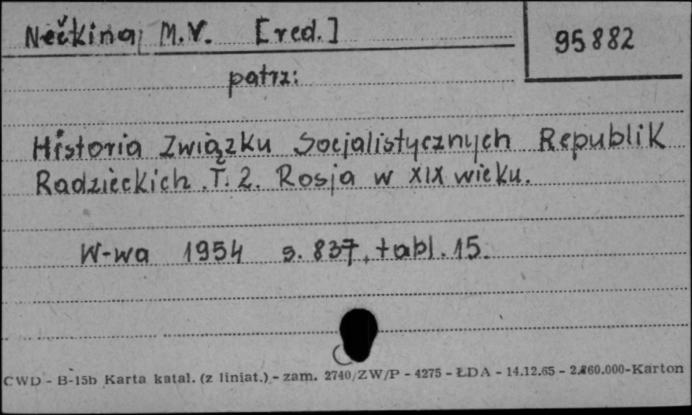 Nečkina, M.V. [red.]
95882
patrz:
Historia Związku Socjalistycznych Republik
Radzieckich. T. 2. Rosja w XIX wieku.
W-wa 1954 s. 837, tabl. 15.
CWD - B-15b Karta katal. (z liniat.) - zam. 2740/ZW/P - 4275 - ŁDA - 14.12.65 - 2.260.000-Karton